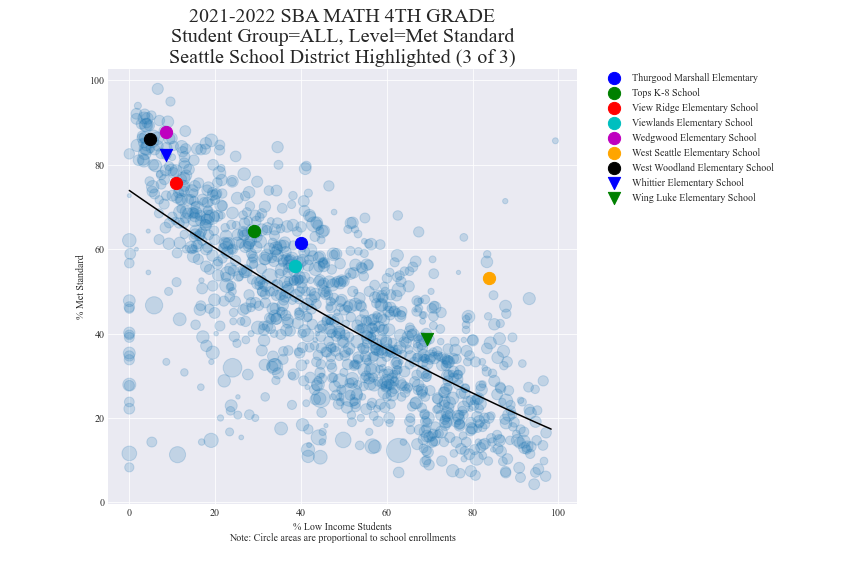 2021-2022 SBA MATH 4TH GRADE
Student Group=ALL, Level=Met Standard
Seattle School District Highlighted (3 of 3)
Thurgood Marshall Elementary
Tops K-8 School
View Ridge Elementary School
Viewlands Elementary School
Wedgwood Elementary School
West Seattle Elementary School
West Woodland Elementary School
Whittier Elementary School
Wing Luke Elementary School
% Met Standard
100
80
60
40
20
0
0 20 40 60 80 100
% Low Income Students
Note: Circle areas are proportional to school enrollments